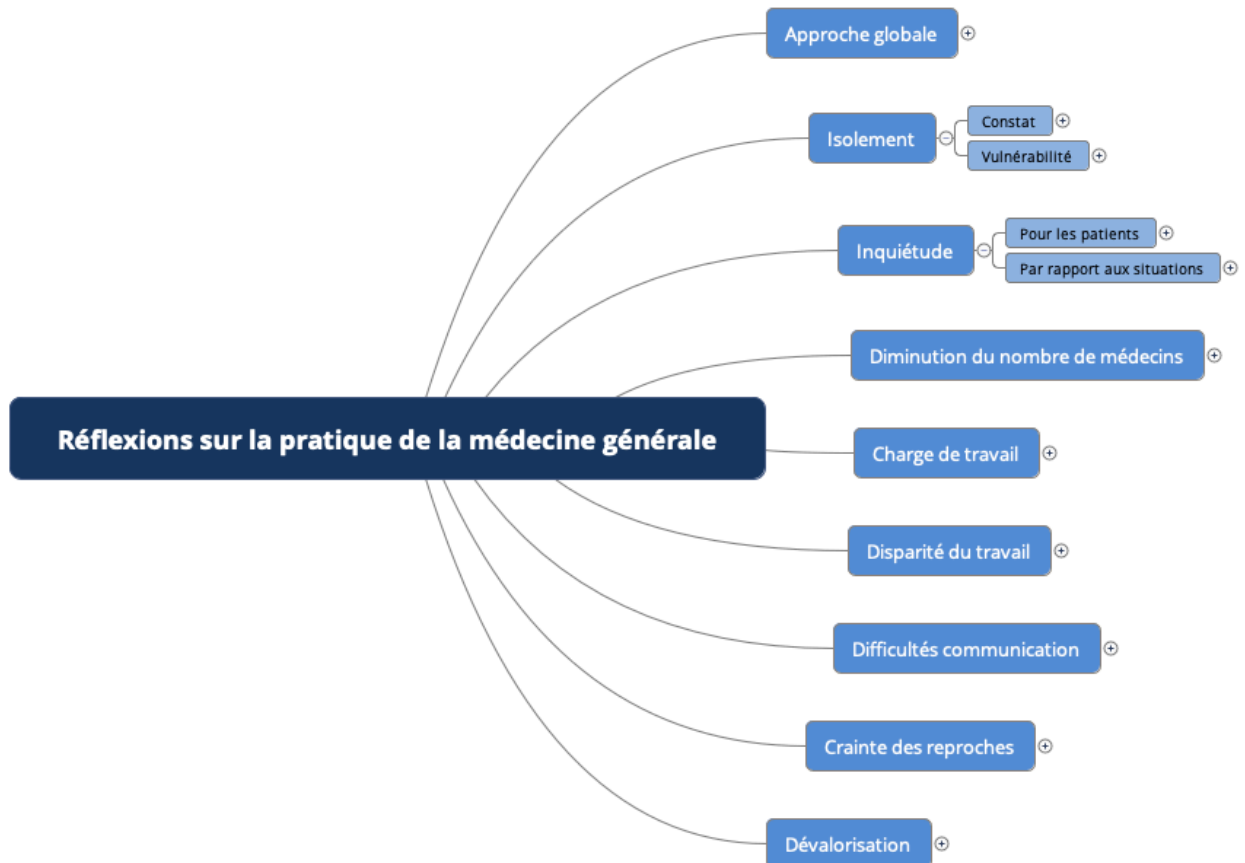 Approche globale
Isolement
Constat
Vulnérabilité
Inquiétude
Pour les patients
Par rapport aux situations
Diminution du nombre de médecins
Réflexions sur la pratique de la médecine générale
Charge de travail
Disparité du travail
Difficultés communication
Crainte des reproches
Dévalorisation